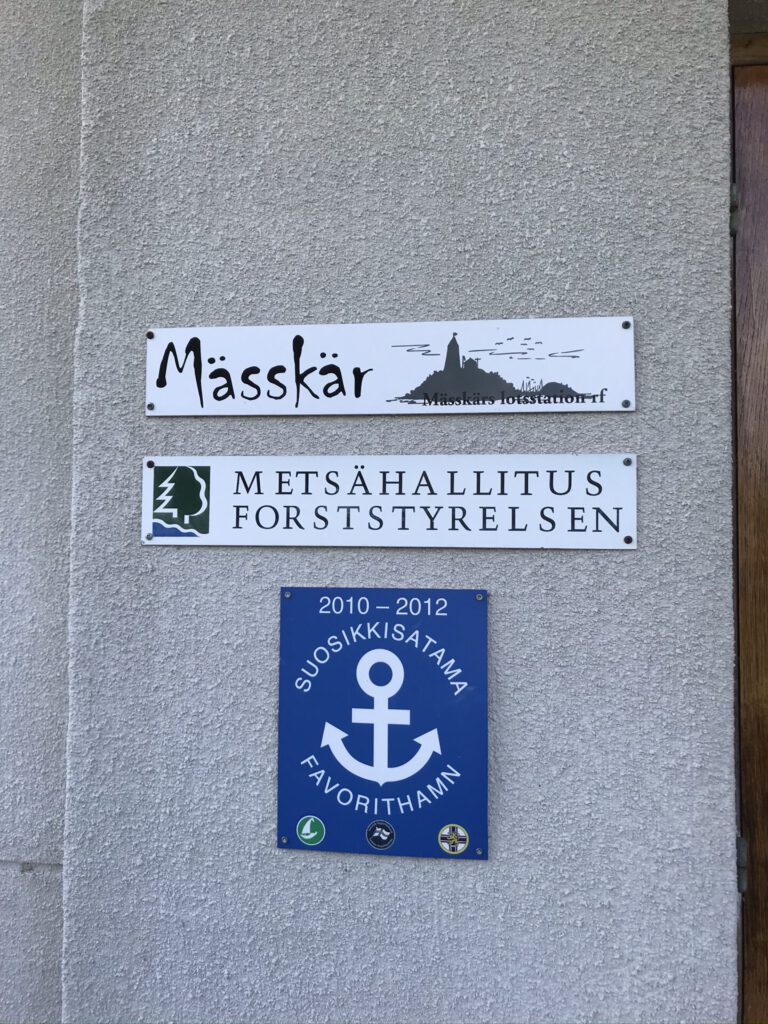 Mässkär
Mässkärs lotsstation rf
METSÄHALLITUS
FORSTSTYRELSEN
2010 – 2012
SUOSIKKISATAMA
FAVORITHAMN